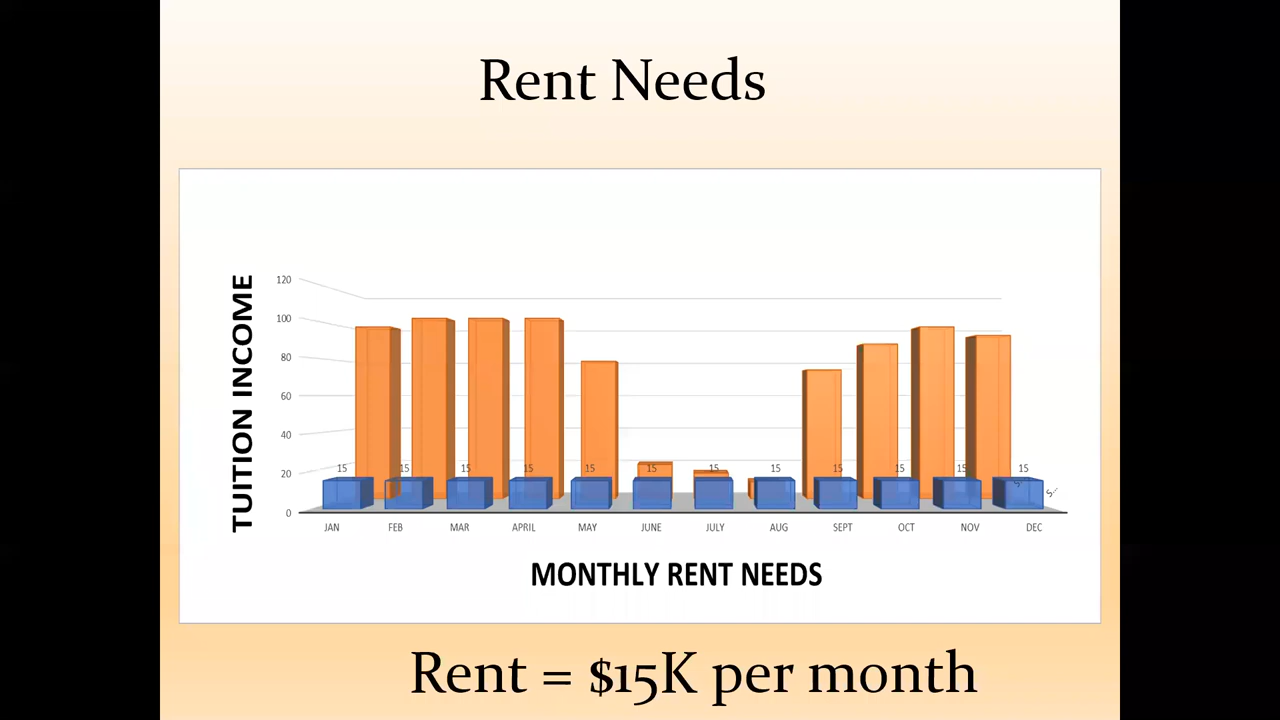 Rent Needs
TUITION INCOME
120
100
80
60
40
20
0
15 15 15 15 15 15 15 15 15 15 15 15
JAN FEB MAR APRIL MAY JUNE JULY AUG SEPT OCT NOV DEC
MONTHLY RENT NEEDS
Rent = $15K per month